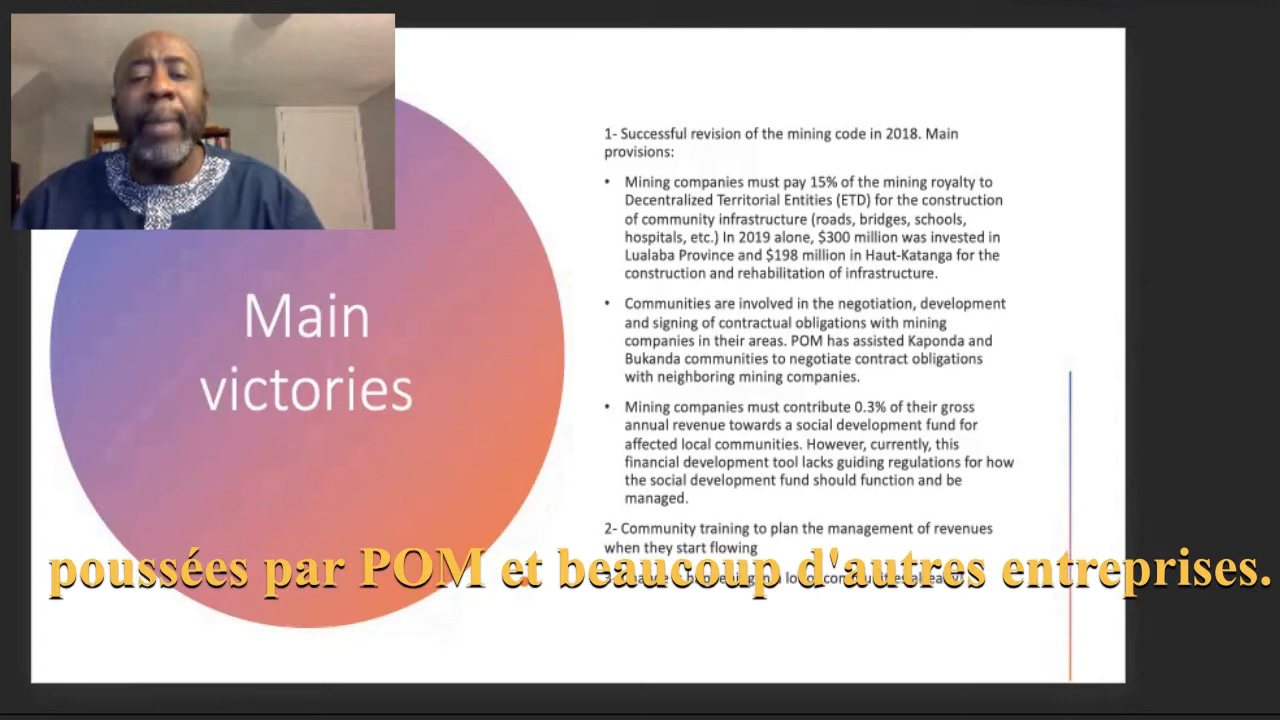 Main
victories
1- Successful revision of the mining code in 2018. Main
provisions:
• Mining companies must pay 15% of the mining royalty to
Decentralized Territorial Entities (ETD) for the construction
of community infrastructure (roads, bridges, schools,
hospitals, etc.) In 2019 alone, $300 million was invested in
Lualaba Province and $198 million in Haut-Katanga for the
construction and rehabilitation of infrastructure.
• Communities are involved in the negotiation, development
and signing of contractual obligations with mining
companies in their areas. POM has assisted Kaponda and
Bukanda communities to negotiate contract obligations
with neighboring mining companies.
• Mining companies must contribute 0.3% of their gross
annual revenue towards a social development fund for
affected local communities. However, currently, this
financial development tool lacks guiding regulations for how
the social development fund should function and be
managed.
2- Community training to plan the management of revenues
when they start flowing
poussées par POM et beaucoup d'autres entreprises.